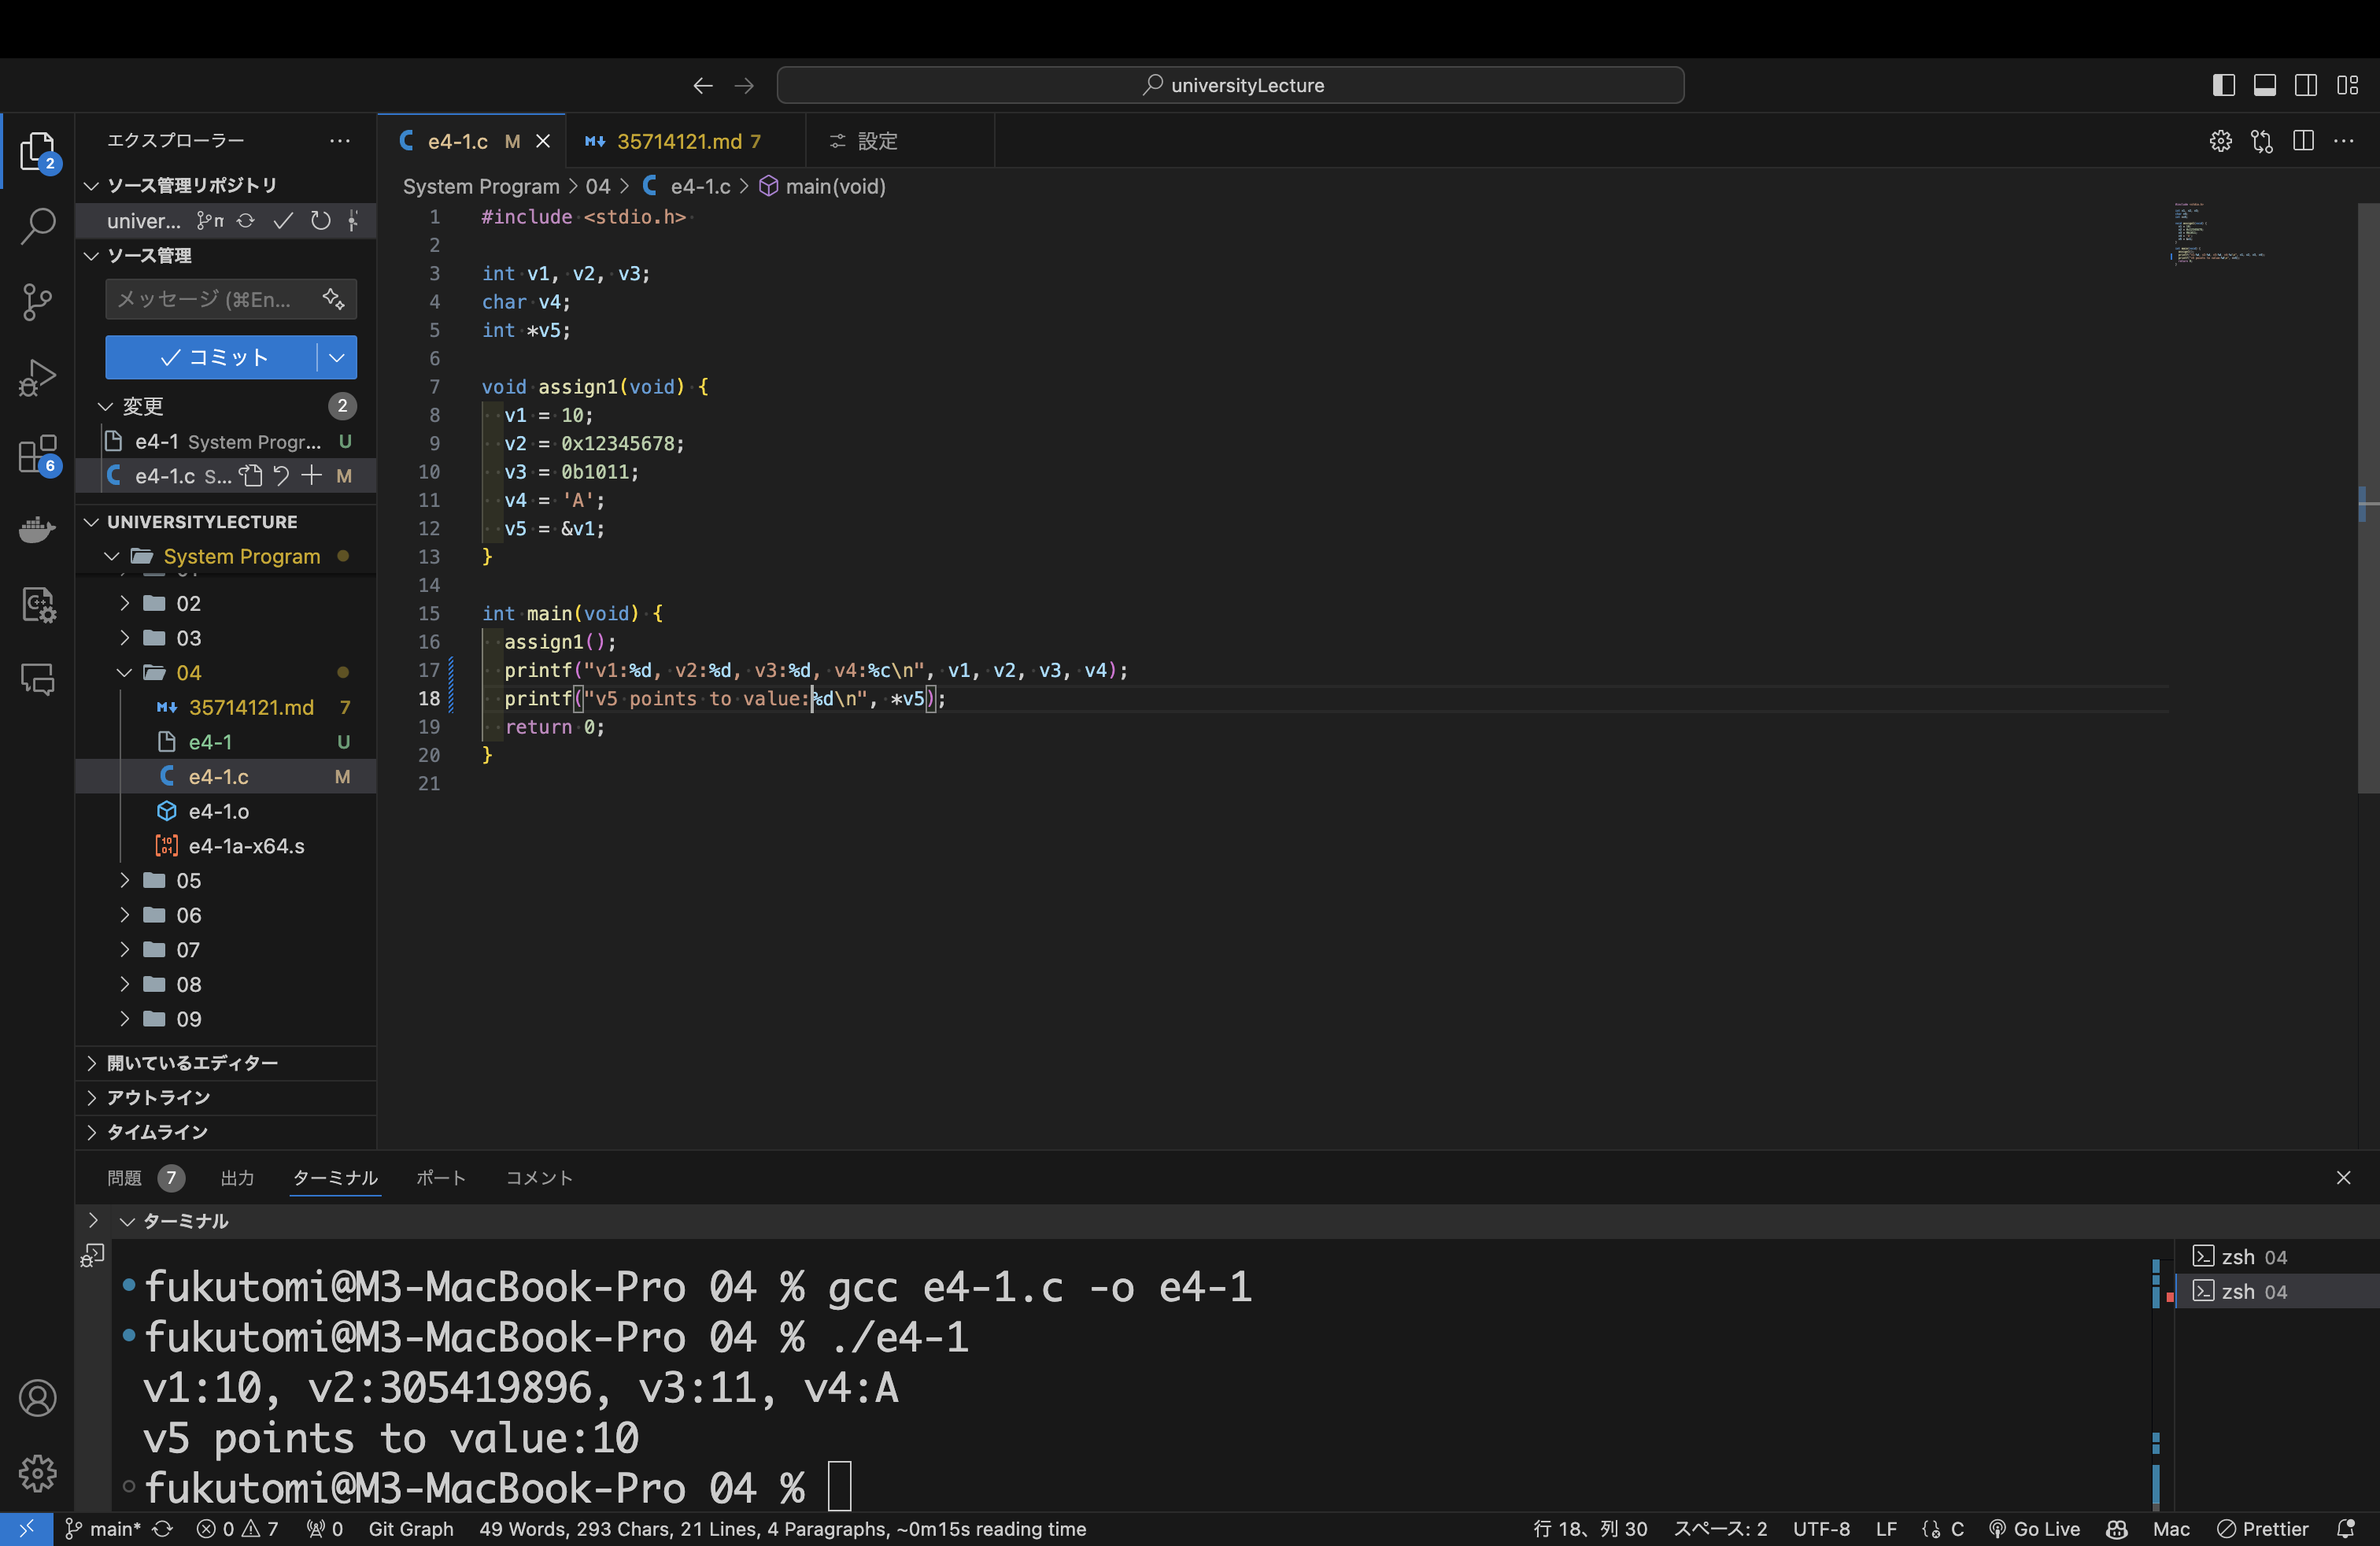 universityLecture
エクスプローラー
e4-1.c M
35714121.md 7
設定
System Program > 04 > e4-1.c > main(void)
ソース管理リポジトリ
univer...
ソース管理
メッセージ (⌘En...
コミット
変更 2
e4-1 System Progr... U
e4-1.c S... M
UNIVERSITYLECTURE
System Program
02
03
04
35714121.md 7
e4-1 U
e4-1.c M
e4-1.o
e4-1a-x64.s
05
06
07
08
09
開いているエディター
アウトライン
タイムライン
2
6
1 #include <stdio.h>
2
3 int v1, v2, v3;
4 char v4;
5 int *v5;
6
7 void assign1(void) {
8 v1 = 10;
9 v2 = 0x12345678;
10 v3 = 0b1011;
11 v4 = 'A';
12 v5 = &v1;
13 }
14
15 int main(void) {
16 assign1();
17 printf("v1:%d, v2:%d, v3:%d, v4:%c\n", v1, v2, v3, v4);
18 printf("v5 points to value:%d\n", *v5);
19 return 0;
20 }
21
問題 7 出力 ターミナル ポート コメント
ターミナル
fukutomi@M3-MacBook-Pro 04 % gcc e4-1.c -o e4-1
fukutomi@M3-MacBook-Pro 04 % ./e4-1
v1:10, v2:305419896, v3:11, v4:A
v5 points to value:10
fukutomi@M3-MacBook-Pro 04 %
zsh 04
zsh 04
main* 0 7 0 Git Graph 49 Words, 293 Chars, 21 Lines, 4 Paragraphs, ~0m15s reading time 行 18、列 30 スペース: 2 UTF-8 LF C Go Live Mac Prettier